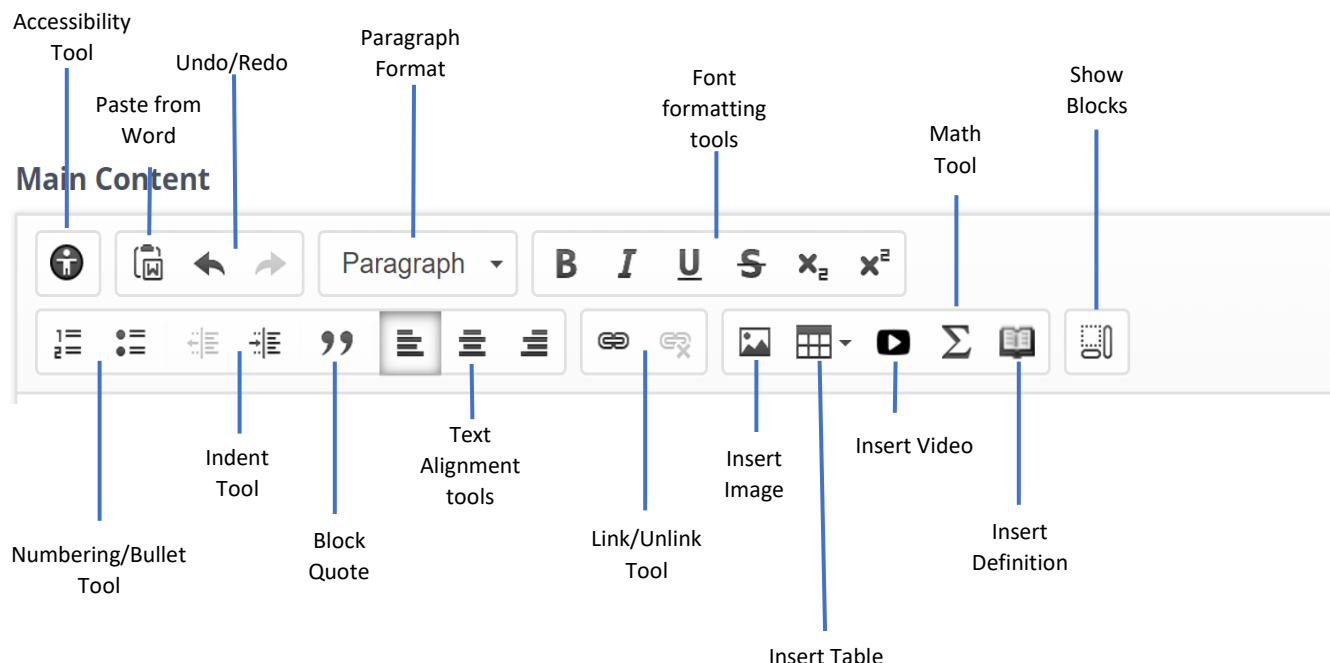 Accessibility
Tool
Undo/Redo
Paragraph
Format
Paste from
Word
Font
formatting
tools
Show
Blocks
Math
Tool
Main Content
Paragraph
B I U S x₂ x²
Text
Alignment
tools
Indent
Tool
Insert
Image
Insert Video
Numbering/Bullet
Tool
Block
Quote
Link/Unlink
Tool
Insert
Definition
Insert Table